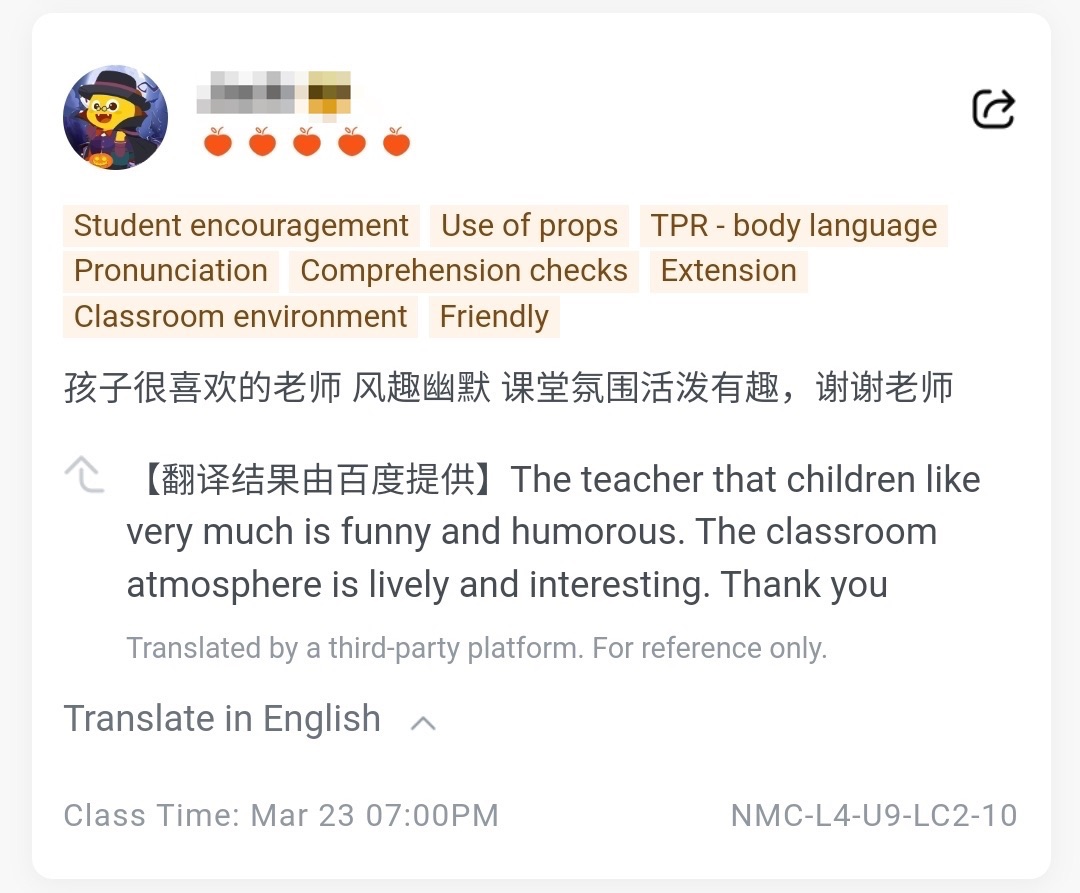 Student encouragement Use of props TPR - body language
Pronunciation Comprehension checks Extension
Classroom environment Friendly
孩子很喜欢的老师 风趣幽默 课堂氛围活泼有趣，谢谢老师
【翻译结果由百度提供】The teacher that children like
very much is funny and humorous. The classroom
atmosphere is lively and interesting. Thank you
Translated by a third-party platform. For reference only.
Translate in English
Class Time: Mar 23 07:00PM NMC-L4-U9-LC2-10